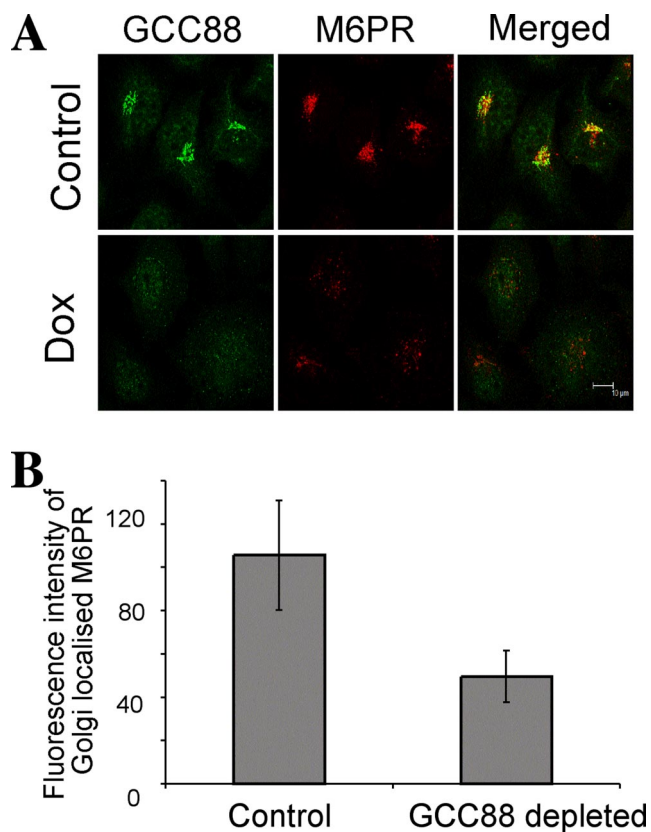 A
GCC88 M6PR Merged
Control
Dox
10 µm
B
Fluorescence intensity of
Golgi localised M6PR
120
80
40
0
Control GCC88 depleted